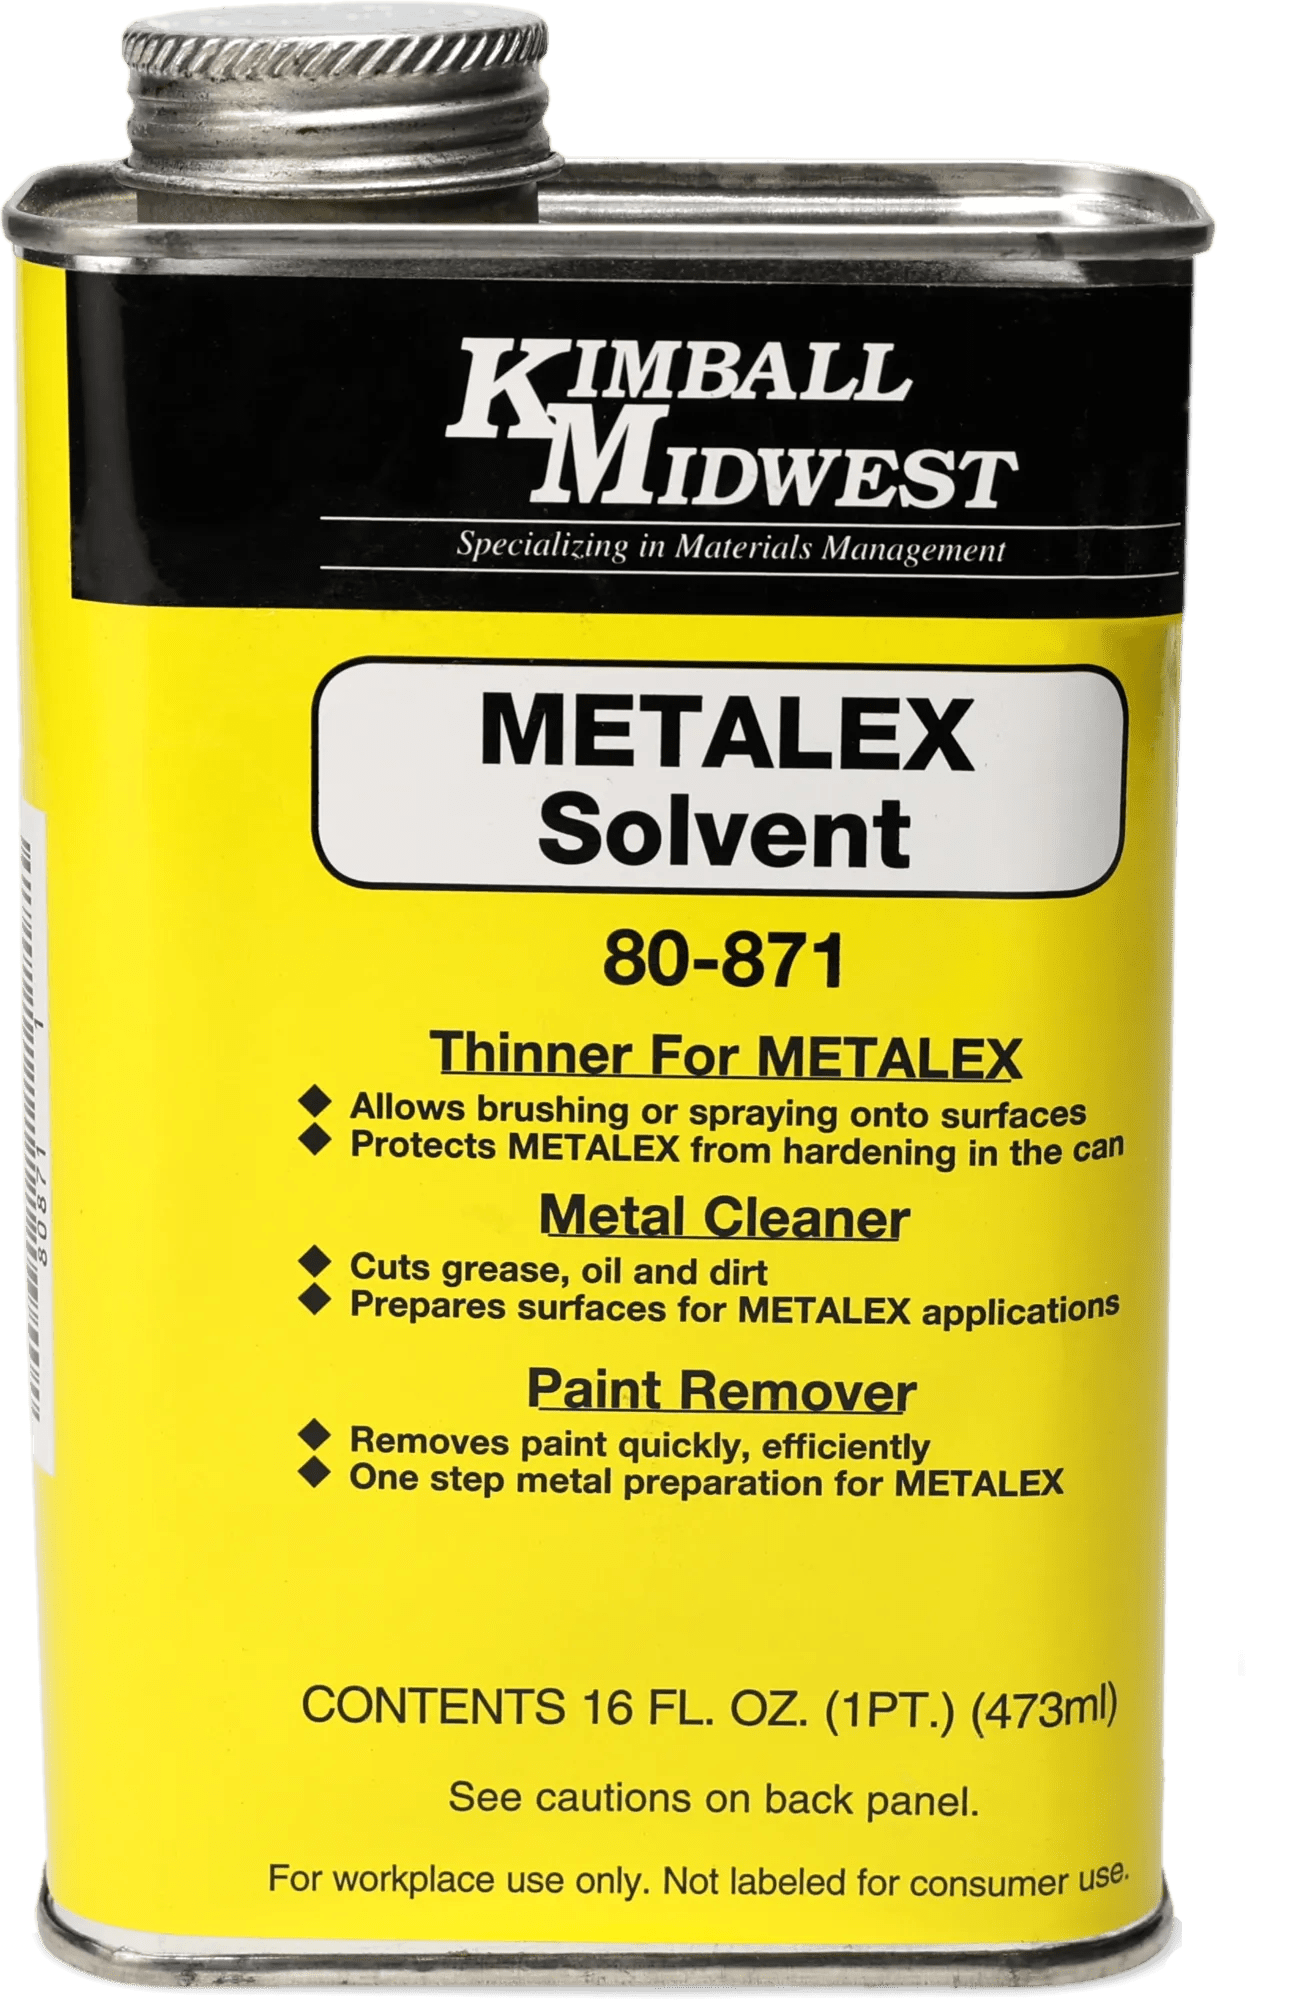 KIMBALL
MIDWEST
Specializing in Materials Management
METALEX
Solvent
80-871
Thinner For METALEX
◆ Allows brushing or spraying onto surfaces
◆ Protects METALEX from hardening in the can
Metal Cleaner
◆ Cuts grease, oil and dirt
◆ Prepares surfaces for METALEX applications
Paint Remover
◆ Removes paint quickly, efficiently
◆ One step metal preparation for METALEX
CONTENTS 16 FL. OZ. (1PT.) (473ml)
See cautions on back panel.
For workplace use only. Not labeled for consumer use.
80871 1